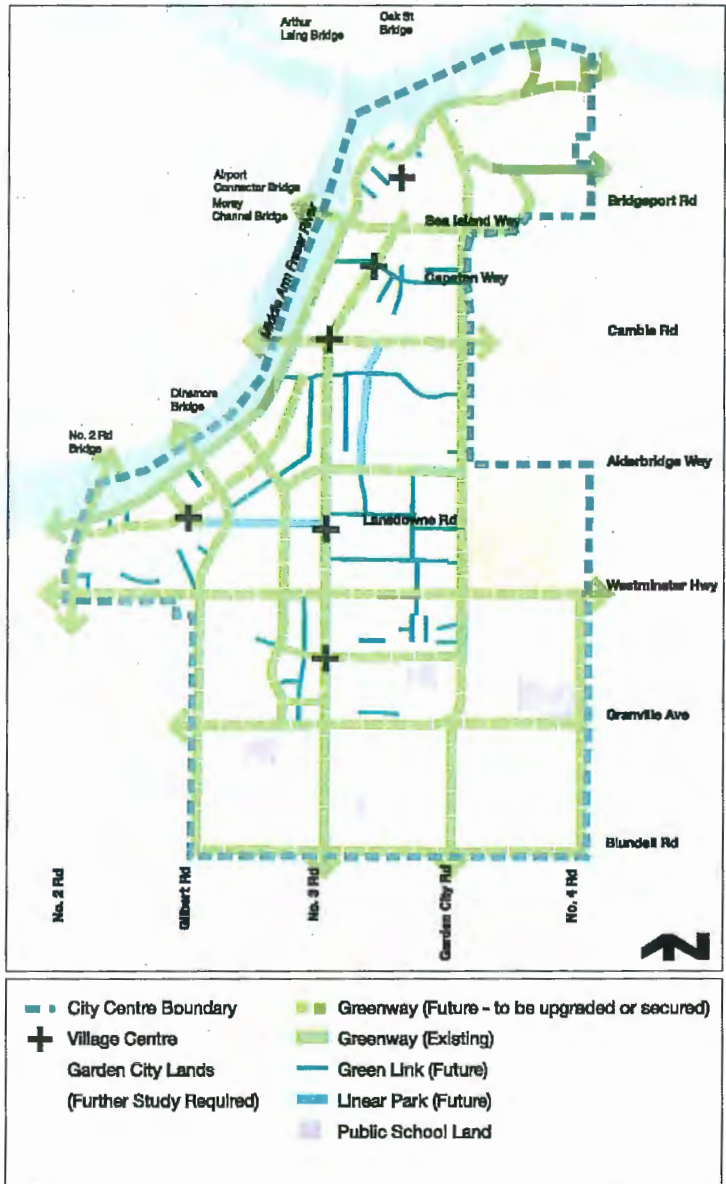 Arthur
Laing Bridge
Oak St
Bridge
Airport
Connector Bridge
Moray
Channel Bridge
Middle Arm Fraser River
Bridgeport Rd
Sea Island Way
Capstan Way
Cambie Rd
Dinsmore
Bridge
No. 2 Rd
Bridge
Alderbridge Way
Lansdowne Rd
Westminster Hwy
Granville Ave
Blundell Rd
No. 2 Rd
Gilbert Rd
No. 3 Rd
Garden City Rd
No. 4 Rd
City Centre Boundary
Village Centre
Garden City Lands
(Further Study Required)
Greenway (Future - to be upgraded or secured)
Greenway (Existing)
Green Link (Future)
Linear Park (Future)
Public School Land